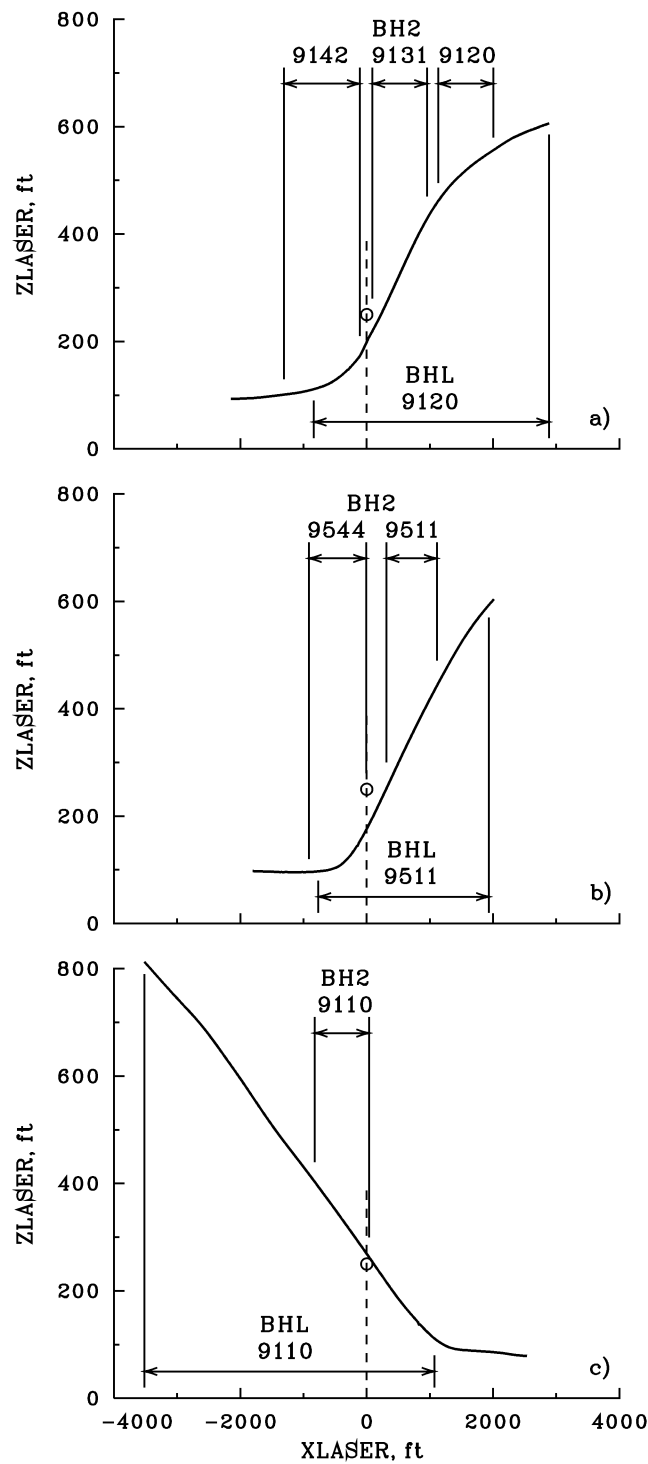 800
BH2
9142 9131 9120
600
400
ZLASER, ft
200
BHL
9120
a)
0
800
BH2
9544 9511
600
400
ZLASER, ft
200
BHL
9511
b)
0
800
BH2
9110
600
400
ZLASER, ft
200
BHL
9110
c)
0
-4000 -2000 0 2000 4000
XLASER, ft